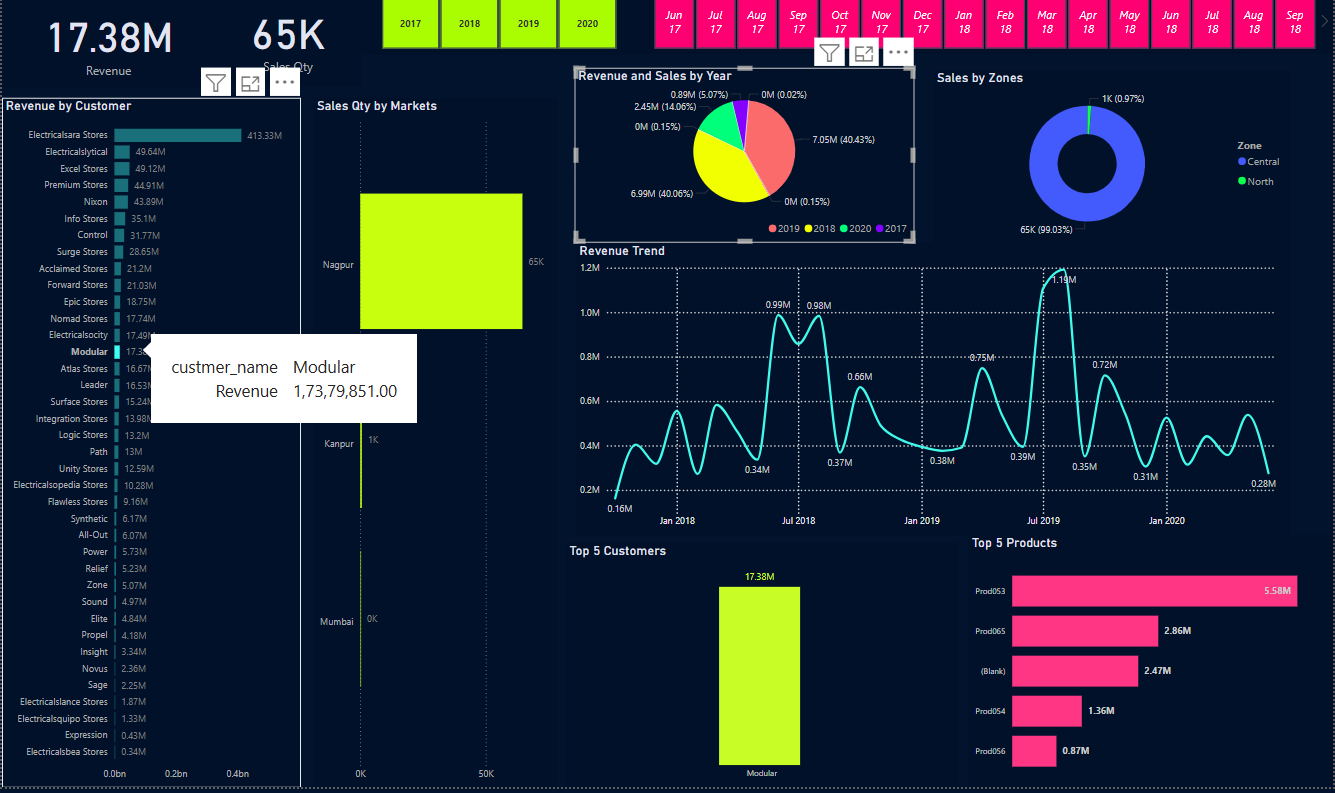 17.38M
Revenue
65K
Sales Qty
2017 2018 2019 2020
Jun 17 Jul 17 Aug 17 Sep 17 Oct 17 Nov 17 Dec 17 Jan 18 Feb 18 Mar 18 Apr 18 May 18 Jun 18 Jul 18 Aug 18 Sep 18
Revenue by Customer
Electricalsara Stores 413.33M
Electricalslytical 49.64M
Excel Stores 49.12M
Premium Stores 44.91M
Nixon 43.89M
Info Stores 35.1M
Control 31.77M
Surge Stores 28.65M
Acclaimed Stores 21.2M
Forward Stores 21.03M
Epic Stores 18.75M
Nomad Stores 17.74M
Electricalsocity 17.49M
Modular 17.38
Atlas Stores 16.67M
Leader 16.53M
Surface Stores 15.24M
Integration Stores 13.98M
Logic Stores 13.2M
Path 13M
Unity Stores 12.59M
Electricalsopedia Stores 10.28M
Flawless Stores 9.16M
Synthetic 6.17M
All-Out 6.07M
Power 5.73M
Relief 5.23M
Zone 5.07M
Sound 4.97M
Elite 4.84M
Propel 4.18M
Insight 3.34M
Novus 2.36M
Sage 2.25M
Electricalslance Stores 1.87M
Electricalsquipo Stores 1.33M
Expression 0.43M
Electricalsbea Stores 0.34M
0.0bn 0.2bn 0.4bn
custmer_name Modular
Revenue 1,73,79,851.00
Sales Qty by Markets
Nagpur 65K
Kanpur 1K
Mumbai 0K
0K 50K
Revenue and Sales by Year
0.89M (5.07%)
0M (0.02%)
2.45M (14.06%)
0M (0.15%)
7.05M (40.43%)
6.99M (40.06%)
0M (0.15%)
2019 2018 2020 2017
Sales by Zones
1K (0.97%)
65K (99.03%)
Zone
Central
North
Revenue Trend
1.2M
1.0M
0.8M
0.6M
0.4M
0.2M
0.16M
0.34M
0.99M
0.98M
0.37M
0.66M
0.38M
0.75M
0.39M
1.19M
0.35M
0.72M
0.31M
0.28M
Jan 2018 Jul 2018 Jan 2019 Jul 2019 Jan 2020
Top 5 Customers
17.38M
Modular
Top 5 Products
Prod053 5.58M
Prod065 2.86M
(Blank) 2.47M
Prod054 1.36M
Prod056 0.87M